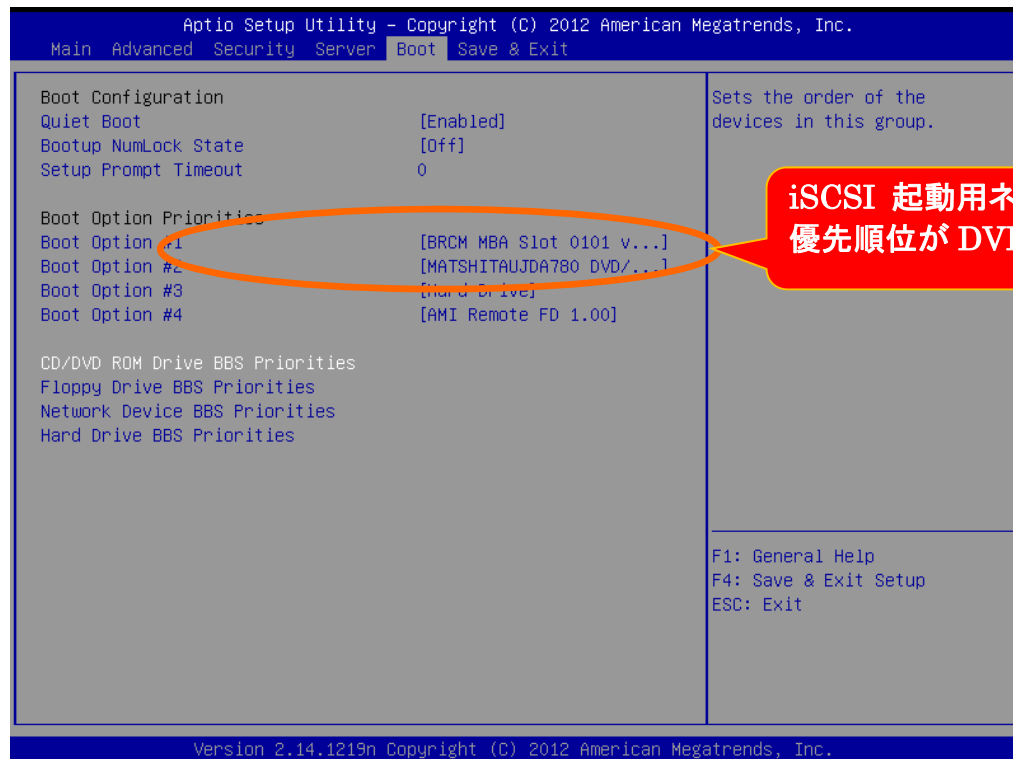 Aptio Setup Utility – Copyright (C) 2012 American Megatrends, Inc.
Main Advanced Security Server Boot Save & Exit
Boot Configuration
Quiet Boot [Enabled]
Bootup NumLock State [Off]
Setup Prompt Timeout 0
Boot Option Priorities
Boot Option #1 [BRCM MBA Slot 0101 v...]
Boot Option #2 [MATSHITAUJDA780 DVD/...]
Boot Option #3 [Hard Drive]
Boot Option #4 [AMI Remote FD 1.00]
CD/DVD ROM Drive BBS Priorities
Floppy Drive BBS Priorities
Network Device BBS Priorities
Hard Drive BBS Priorities
Sets the order of the
devices in this group.
iSCSI 起動用ネ
優先順位が DV
F1: General Help
F4: Save & Exit Setup
ESC: Exit
Version 2.14.1219n Copyright (C) 2012 American Megatrends, Inc.